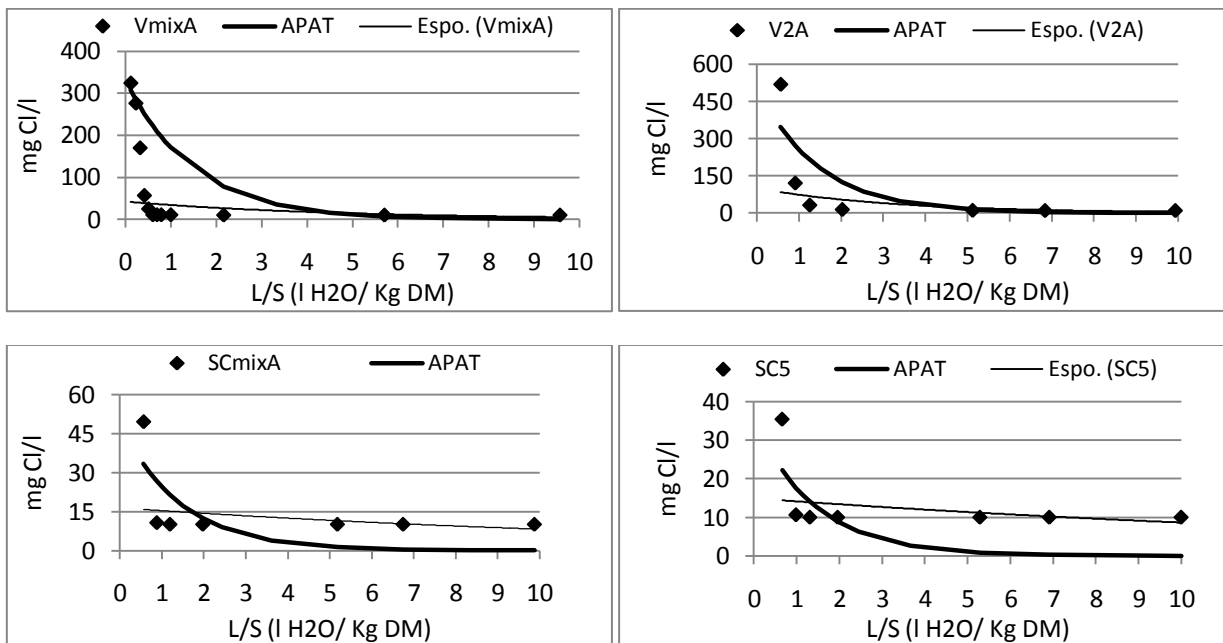 VmixA APAT Espo. (VmixA)
400
300
200
100
0
mg Cl/l
0 1 2 3 4 5 6 7 8 9 10
L/S (l H2O/ Kg DM)
V2A APAT Espo. (V2A)
600
450
300
150
0
mg Cl/l
0 1 2 3 4 5 6 7 8 9 10
L/S (l H2O/ Kg DM)
SCmixA APAT
60
45
30
15
0
mg Cl/l
0 1 2 3 4 5 6 7 8 9 10
L/S (l H2O/ Kg DM)
SC5 APAT Espo. (SC5)
40
30
20
10
0
mg Cl/l
0 1 2 3 4 5 6 7 8 9 10
L/S (l H2O/ Kg DM)